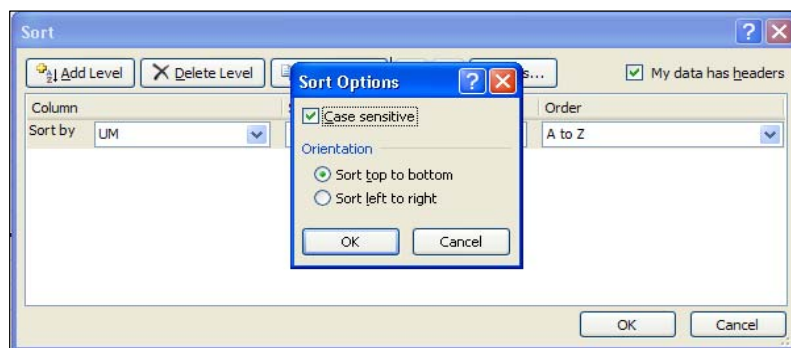 Sort
Add Level Delete Level s... My data has headers
Sort Options
Case sensitive
Orientation
Sort top to bottom
Sort left to right
OK Cancel
Column Order
Sort by UM A to Z
OK Cancel